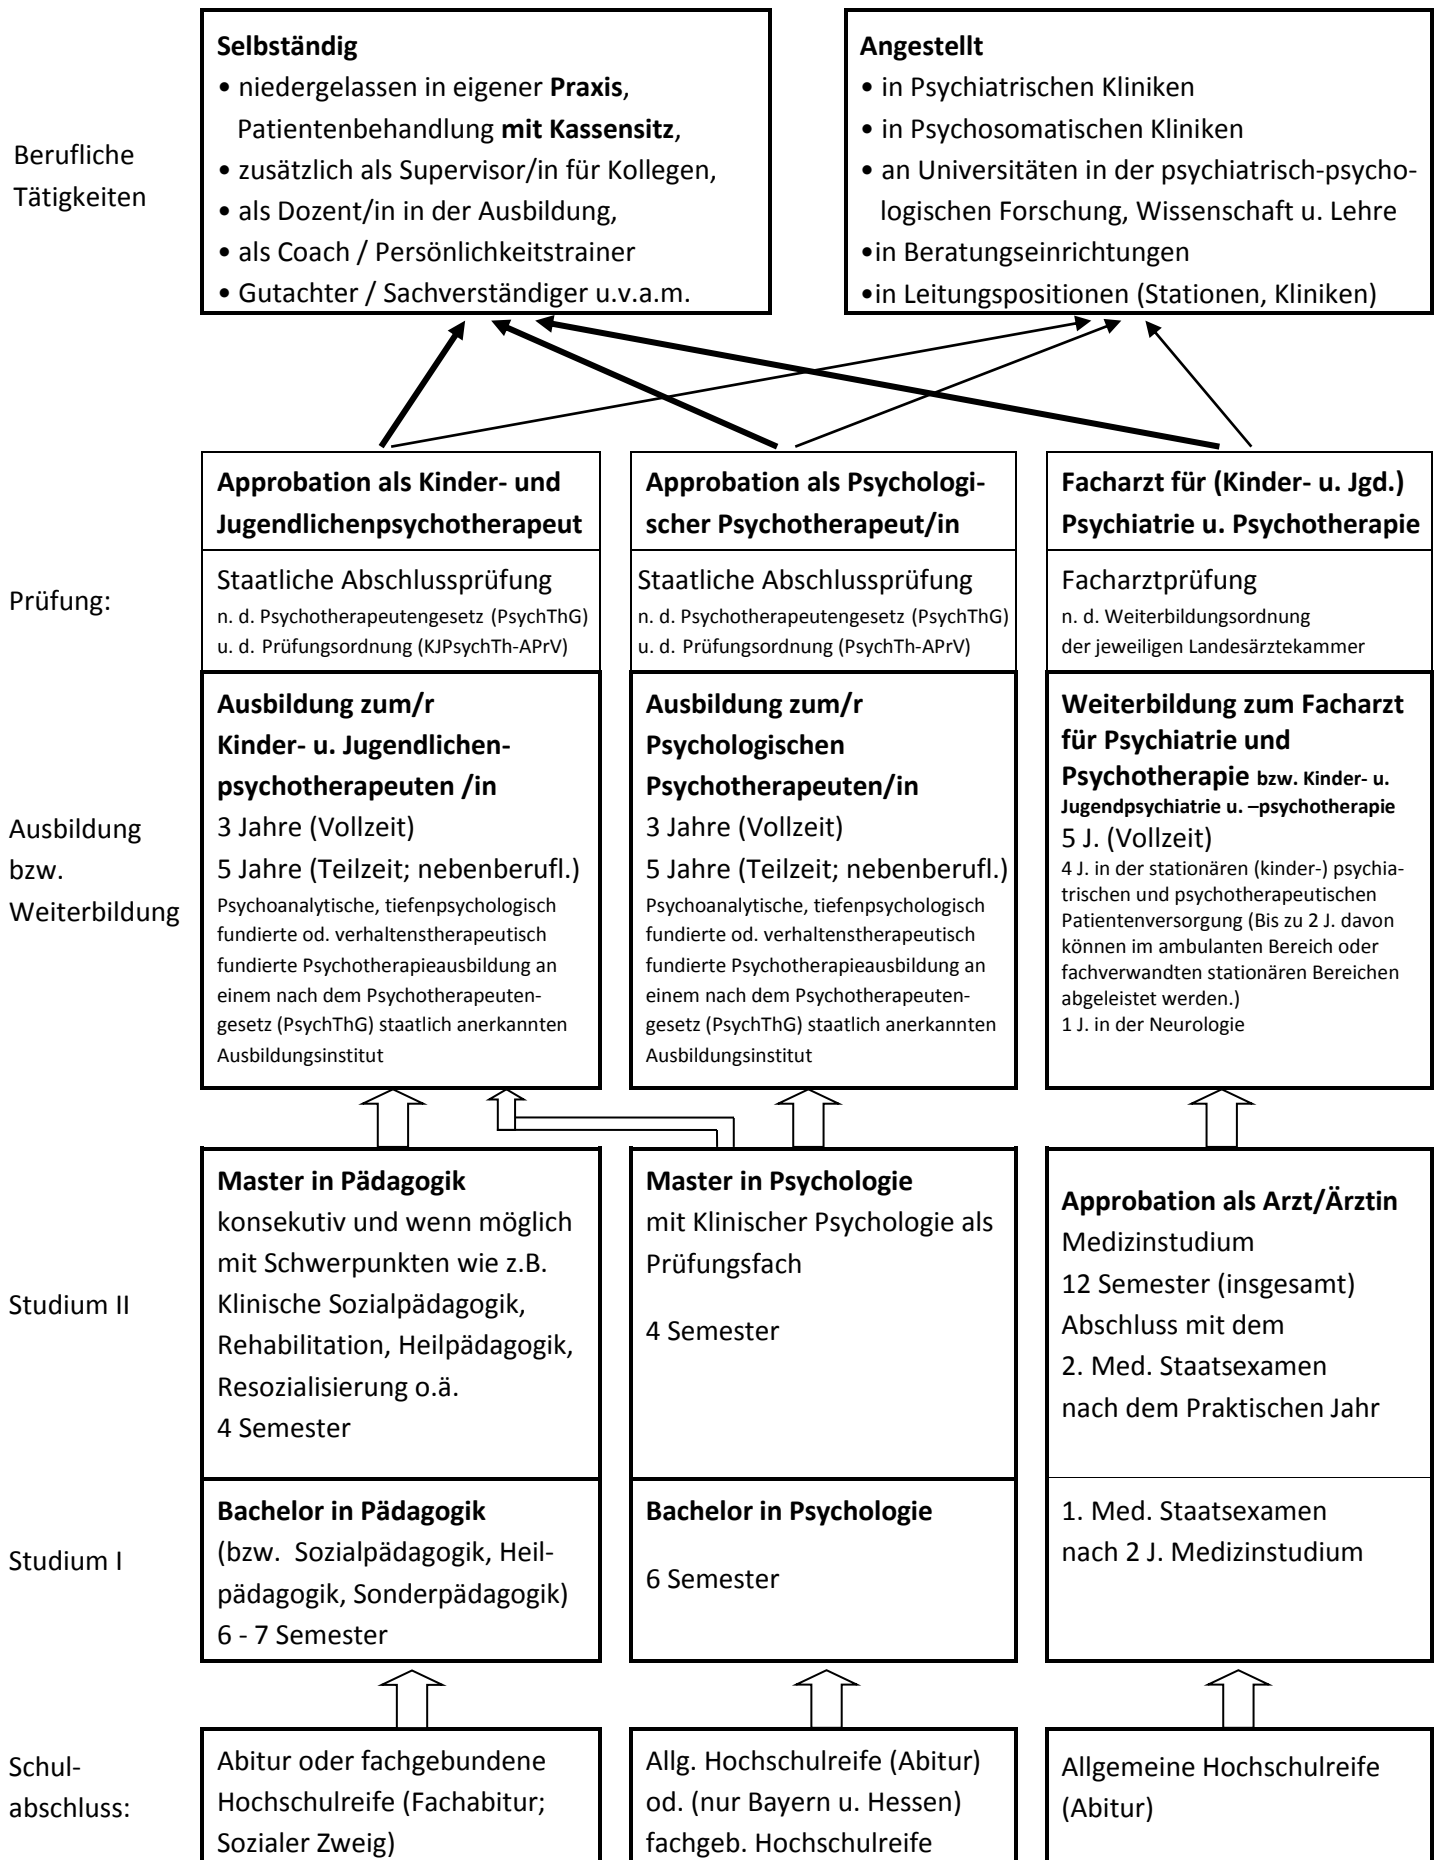 Berufliche
Tätigkeiten
Selbständig
• niedergelassen in eigener Praxis,
Patientenbehandlung mit Kassensitz,
• zusätzlich als Supervisor/in für Kollegen,
• als Dozent/in in der Ausbildung,
• als Coach / Persönlichkeitstrainer
• Gutachter / Sachverständiger u.v.a.m.
Angestellt
• in Psychiatrischen Kliniken
• in Psychosomatischen Kliniken
• an Universitäten in der psychiatrisch-psycho-
logischen Forschung, Wissenschaft u. Lehre
•in Beratungseinrichtungen
•in Leitungspositionen (Stationen, Kliniken)
Approbation als Kinder- und
Jugendlichenpsychotherapeut
Approbation als Psychologi-
scher Psychotherapeut/in
Facharzt für (Kinder- u. Jgd.)
Psychiatrie u. Psychotherapie
Prüfung:
Staatliche Abschlussprüfung
n. d. Psychotherapeutengesetz (PsychThG)
u. d. Prüfungsordnung (KJPsychTh-APrV)
Staatliche Abschlussprüfung
n. d. Psychotherapeutengesetz (PsychThG)
u. d. Prüfungsordnung (PsychTh-APrV)
Facharztprüfung
n. d. Weiterbildungsordnung
der jeweiligen Landesärztekammer
Ausbildung
bzw.
Weiterbildung
Ausbildung zum/r
Kinder- u. Jugendlichen-
psychotherapeuten /in
3 Jahre (Vollzeit)
5 Jahre (Teilzeit; nebenberufl.)
Psychoanalytische, tiefenpsychologisch
fundierte od. verhaltenstherapeutisch
fundierte Psychotherapieausbildung an
einem nach dem Psychotherapeuten-
gesetz (PsychThG) staatlich anerkannten
Ausbildungsinstitut
Ausbildung zum/r
Psychologischen
Psychotherapeuten/in
3 Jahre (Vollzeit)
5 Jahre (Teilzeit; nebenberufl.)
Psychoanalytische, tiefenpsychologisch
fundierte od. verhaltenstherapeutisch
fundierte Psychotherapieausbildung an
einem nach dem Psychotherapeuten-
gesetz (PsychThG) staatlich anerkannten
Ausbildungsinstitut
Weiterbildung zum Facharzt
für Psychiatrie und
Psychotherapie bzw. Kinder- u.
Jugendpsychiatrie u. –psychotherapie
5 J. (Vollzeit)
4 J. in der stationären (kinder-) psychia-
trischen und psychotherapeutischen
Patientenversorgung (Bis zu 2 J. davon
können im ambulanten Bereich oder
fachverwandten stationären Bereichen
abgeleistet werden.)
1 J. in der Neurologie
Studium II
Master in Pädagogik
konsekutiv und wenn möglich
mit Schwerpunkten wie z.B.
Klinische Sozialpädagogik,
Rehabilitation, Heilpädagogik,
Resozialisierung o.ä.
4 Semester
Master in Psychologie
mit Klinischer Psychologie als
Prüfungsfach
4 Semester
Approbation als Arzt/Ärztin
Medizinstudium
12 Semester (insgesamt)
Abschluss mit dem
2. Med. Staatsexamen
nach dem Praktischen Jahr
Studium I
Bachelor in Pädagogik
(bzw. Sozialpädagogik, Heil-
pädagogik, Sonderpädagogik)
6 - 7 Semester
Bachelor in Psychologie
6 Semester
1. Med. Staatsexamen
nach 2 J. Medizinstudium
Schul-
abschluss:
Abitur oder fachgebundene
Hochschulreife (Fachabitur;
Sozialer Zweig)
Allg. Hochschulreife (Abitur)
od. (nur Bayern u. Hessen)
fachgeb. Hochschulreife
Allgemeine Hochschulreife
(Abitur)